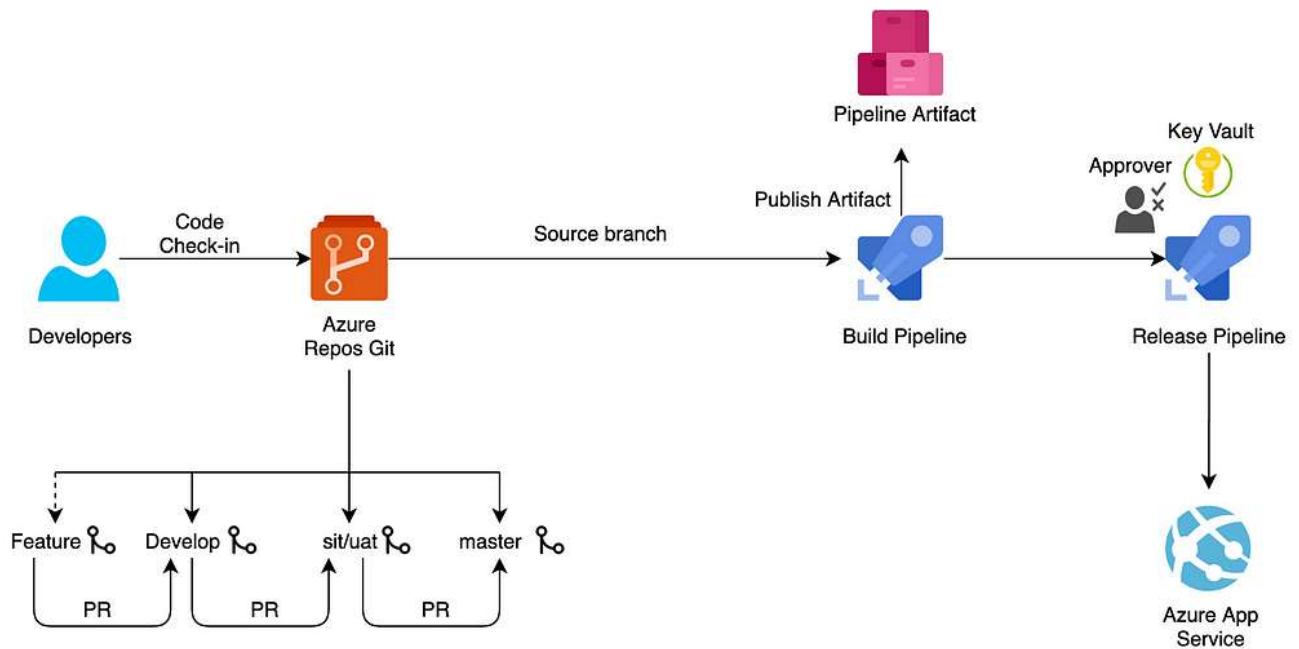 Pipeline Artifact
Key Vault
Approver
Publish Artifact
Code
Check-in
Source branch
Developers
Azure
Repos Git
Build Pipeline
Release Pipeline
Feature
Develop
sit/uat
master
PR
PR
PR
Azure App
Service